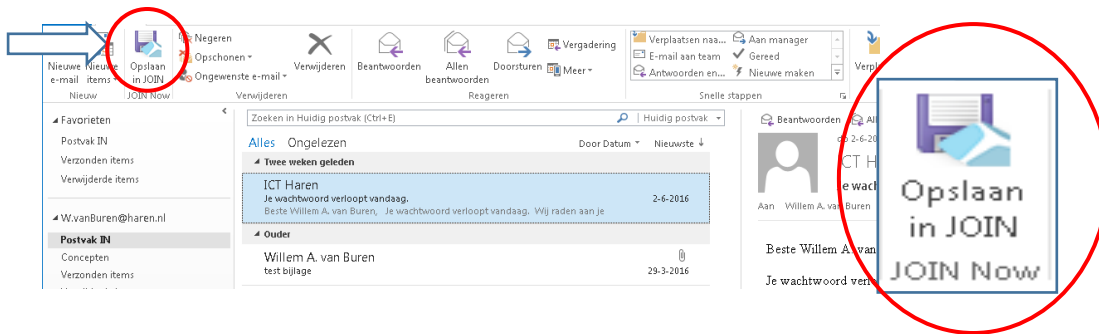 Nieuwe Nieuwe
e-mail items
Nieuw
Opslaan
in JOIN
JOIN Now
Negeren
Opschonen
Ongewenste e-mail
Verwijderen
Verwijderen
Beantwoorden
Allen
beantwoorden
Doorsturen
Vergadering
Meer
Reageren
Verplaatsen naa...
E-mail aan team
Antwoorden en...
Aan manager
Gereed
Nieuwe maken
Snelle stappen
Favorieten
Postvak IN
Verzonden items
Verwijderde items
W.vanBuren@haren.nl
Postvak IN
Concepten
Verzonden items
Zoeken in Huidig postvak (Ctrl+E)
Huidig postvak
Alles Ongelezen
Door Datum Nieuwste
Twee weken geleden
ICT Haren
Je wachtwoord verloopt vandaag. 2-6-2016
Beste Willem A. van Buren, Je wachtwoord verloopt vandaag. Wij raden aan je
Ouder
Willem A. van Buren
test bijlage 29-3-2016
Beantwoorden
Aan Willem A. van Buren
Beste Willem A. van
Je wachtwoord
Opslaan
in JOIN
JOIN Now